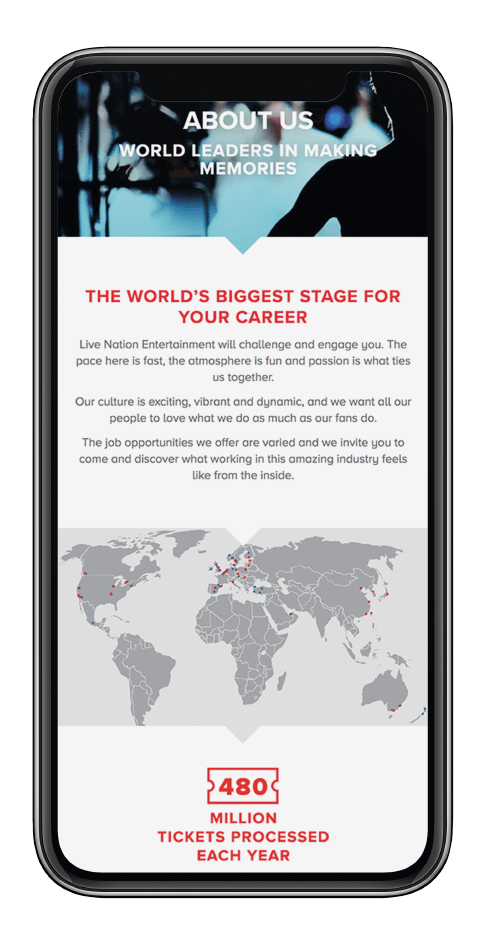 ABOUT US
WORLD LEADERS IN MAKING
MEMORIES
THE WORLD'S BIGGEST STAGE FOR
YOUR CAREER
Live Nation Entertainment will challenge and engage you. The
pace here is fast, the atmosphere is fun and passion is what ties
us together.
Our culture is exciting, vibrant and dynamic, and we want all our
people to love what we do as much as our fans do.
The job opportunities we offer are varied and we invite you to
come and discover what working in this amazing industry feels
like from the inside.
480
MILLION
TICKETS PROCESSED
EACH YEAR